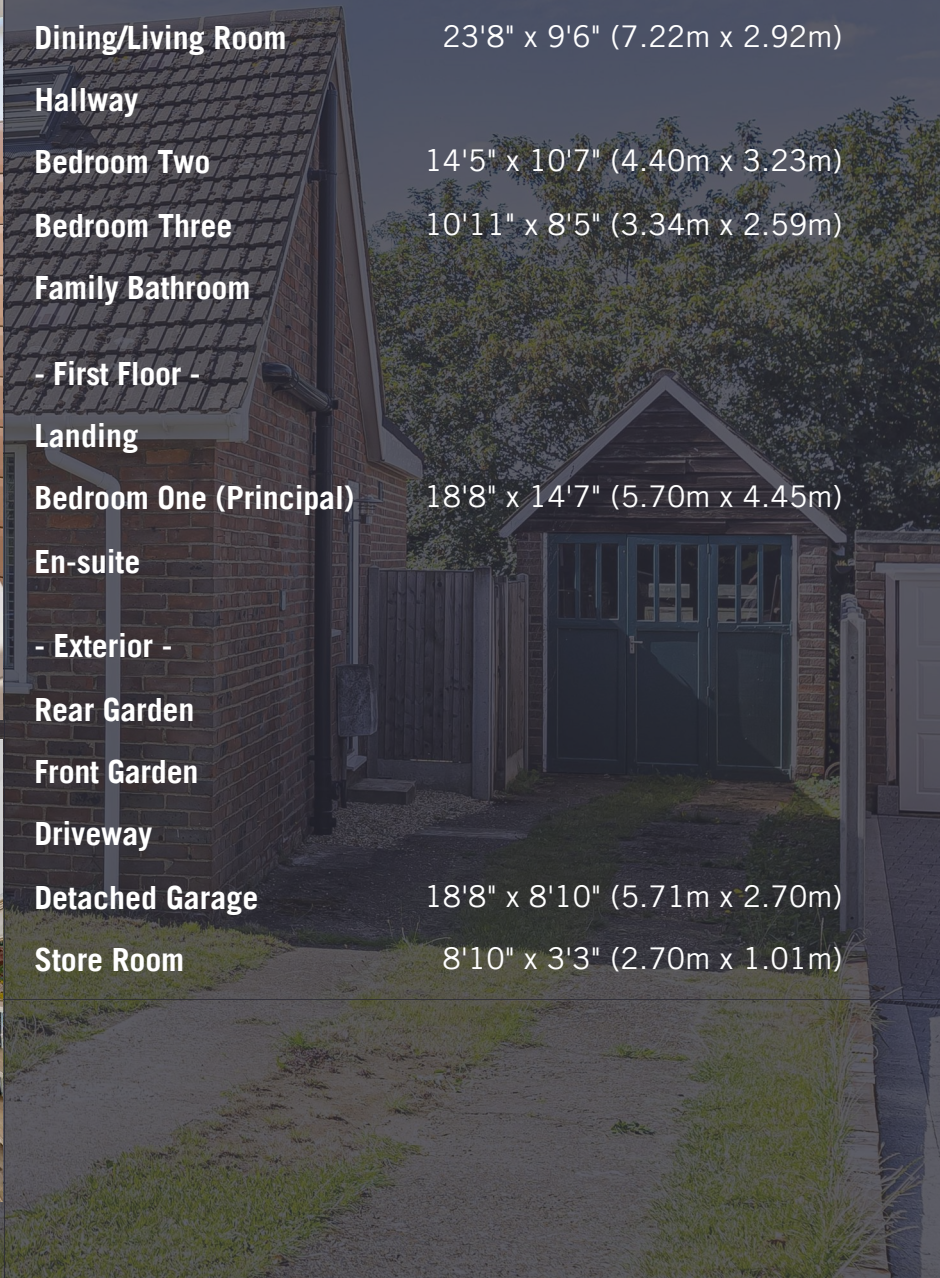 Dining/Living Room 23'8" x 9'6" (7.22m x 2.92m)
Hallway
Bedroom Two 14'5" x 10'7" (4.40m x 3.23m)
Bedroom Three 10'11" x 8'5" (3.34m x 2.59m)
Family Bathroom
- First Floor -
Landing
Bedroom One (Principal) 18'8" x 14'7" (5.70m x 4.45m)
En-suite
- Exterior -
Rear Garden
Front Garden
Driveway
Detached Garage 18'8" x 8'10" (5.71m x 2.70m)
Store Room 8'10" x 3'3" (2.70m x 1.01m)